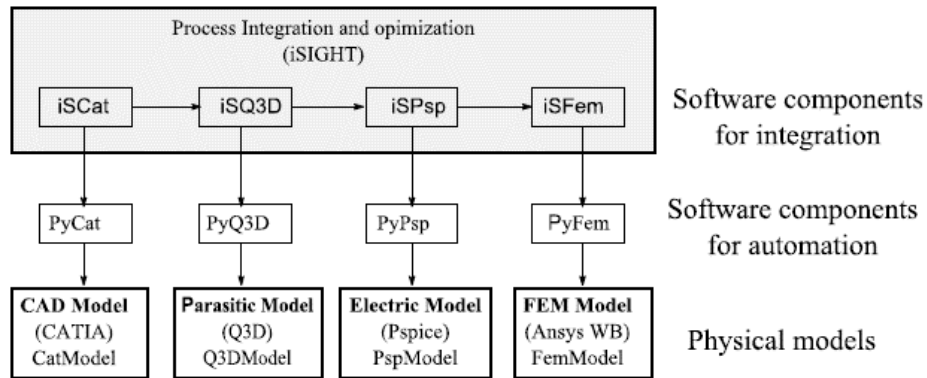 Process Integration and opimization
(iSIGHT)
iSCat
iSQ3D
iSPsp
iSFem
Software components
for integration
PyCat
PyQ3D
PyPsp
PyFem
Software components
for automation
CAD Model
(CATIA)
CatModel
Parasitic Model
(Q3D)
Q3DModel
Electric Model
(Pspice)
PspModel
FEM Model
(Ansys WB)
FemModel
Physical models